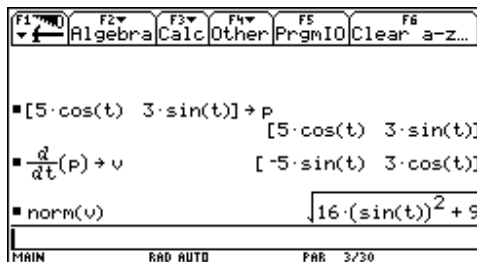 F1 F2 F3 F4 F5 F6
Algebra Calc Other PrgmIO Clear a-z…
▪[5·cos(t) 3·sin(t)]→p
[5·cos(t) 3·sin(t)]
▪d/dt(p)→v [-5·sin(t) 3·cos(t)]
▪norm(v) √16·(sin(t))² + 9
MAIN RAD AUTO PAR 3/30